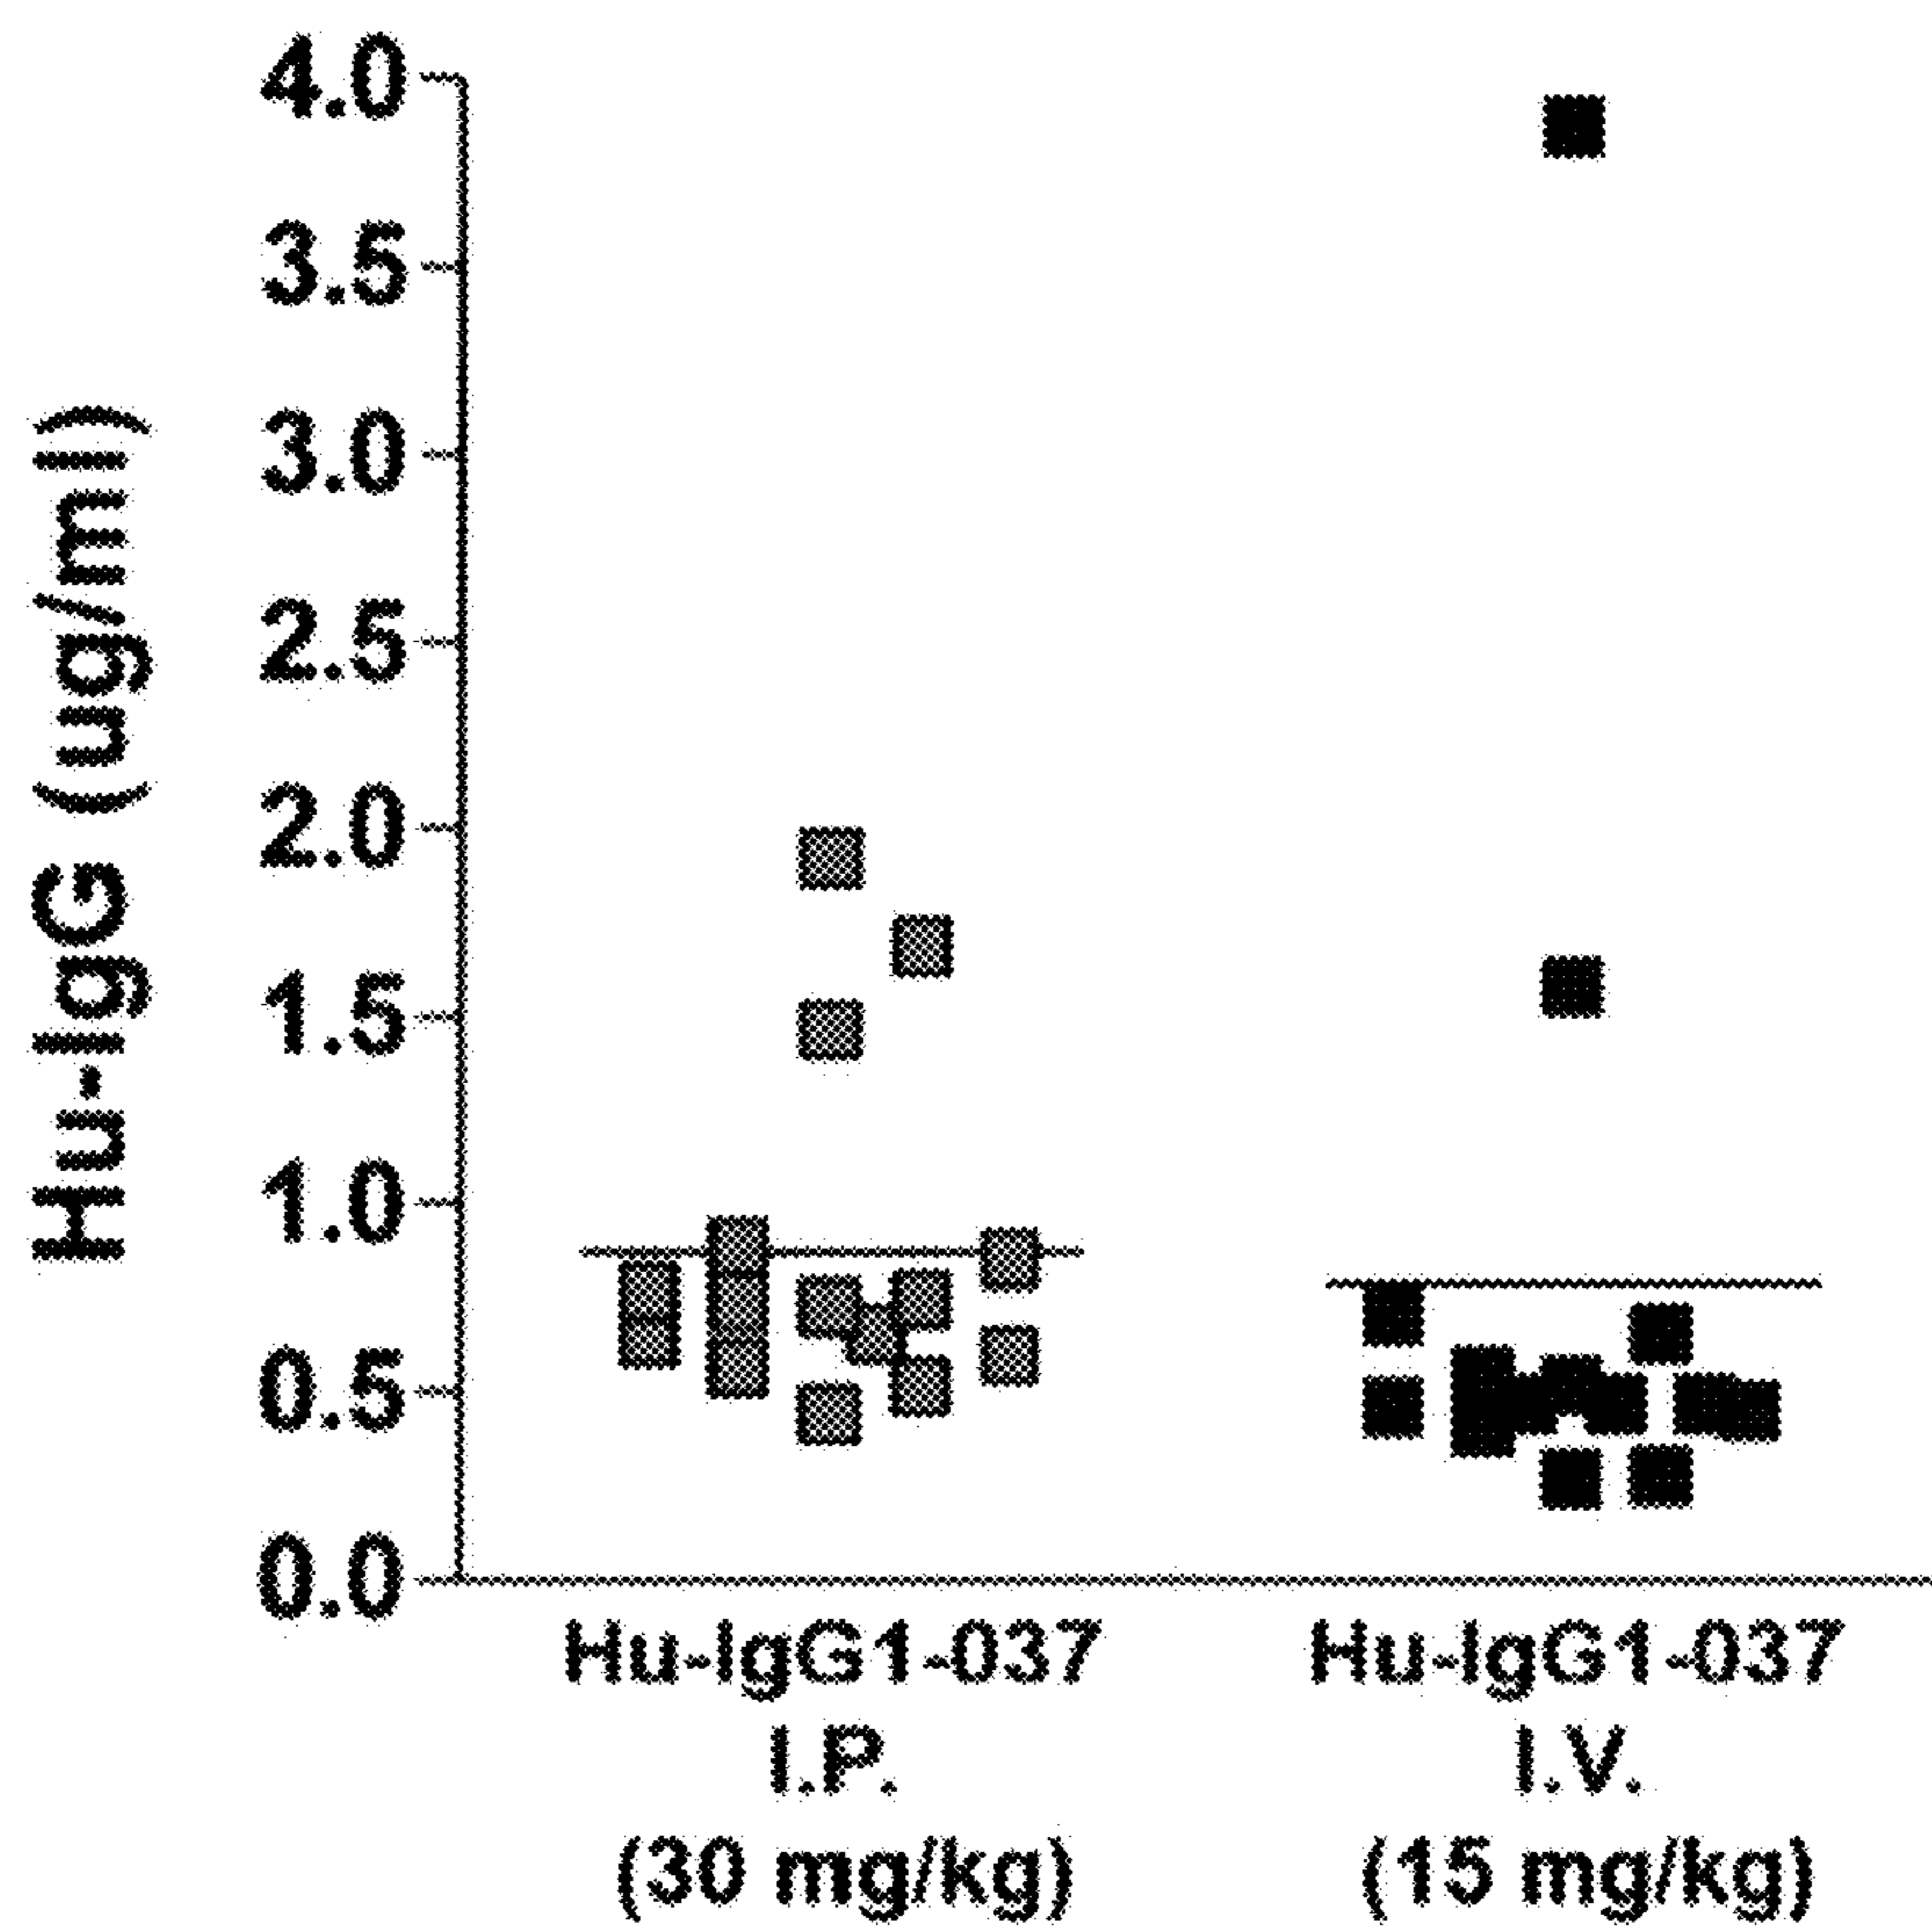 Hu-IgG (ug/ml)
4.0
3.5
3.0
2.5
2.0
1.5
1.0
0.5
0.0
Hu-IgG1-037 Hu-IgG1-037
I.P. I.V.
(30 mg/kg) (15 mg/kg)